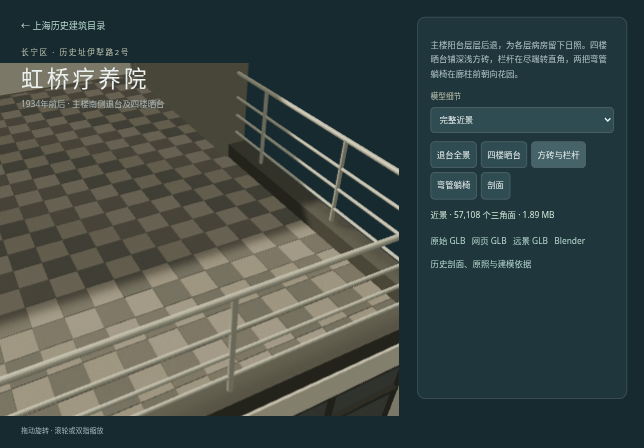 ← 上海历史建筑目录
长宁区 · 历史址伊犁路2号
虹桥疗养院
1934年前后 · 主楼南侧退台及四楼晒台
主楼阳台层层后退，为各层病房留下日照。四楼
晒台铺深浅方砖，栏杆在尽端转直角，两把弯管
躺椅在廊柱前朝向花园。
模型细节
完整近景
退台全景
四楼晒台
方砖与栏杆
弯管躺椅
剖面
近景 · 57,108 个三角面 · 1.89 MB
原始 GLB 网页 GLB 远景 GLB Blender
历史剖面、原照与建模依据
拖动旋转 · 滚轮或双指缩放